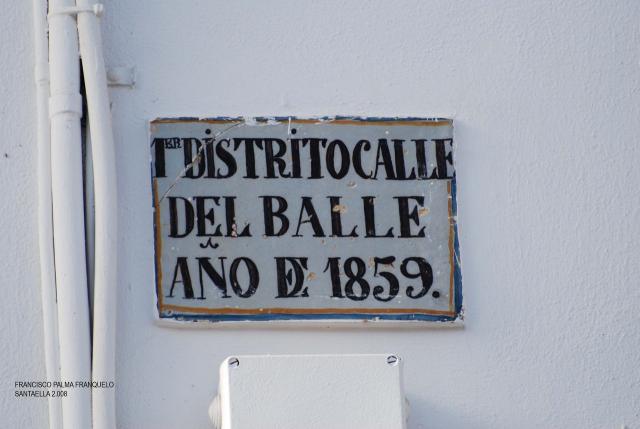 1ER DISTRITO CALLE
DEL BALLE
AÑO DE 1859.
FRANCISCO PALMA FRANQUELO
SANTAELLA 2.008